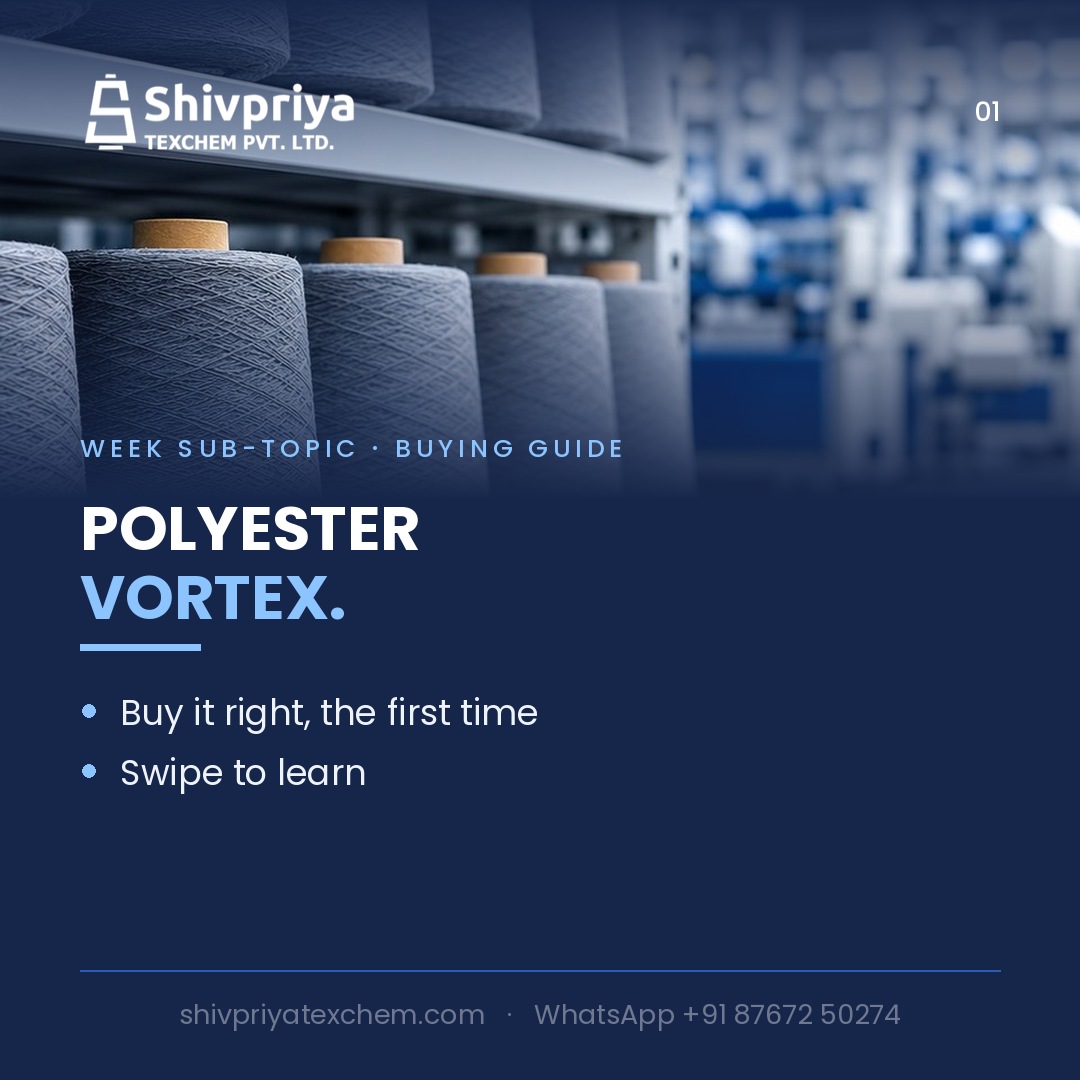 Shivpriya
TEXCHEM PVT. LTD.
01
WEEK SUB-TOPIC · BUYING GUIDE
POLYESTER
VORTEX.
• Buy it right, the first time
• Swipe to learn
shivpriyatexchem.com · WhatsApp +91 87672 50274